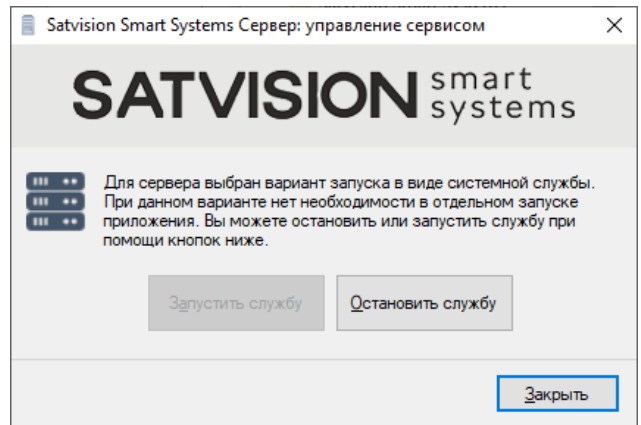 Satvision Smart Systems Сервер: управление сервисом
SATVISION smart systems
Для сервера выбран вариант запуска в виде системной службы.
При данном варианте нет необходимости в отдельном запуске
приложения. Вы можете остановить или запустить службу при
помощи кнопок ниже.
Запустить службу
Остановить службу
Закрыть